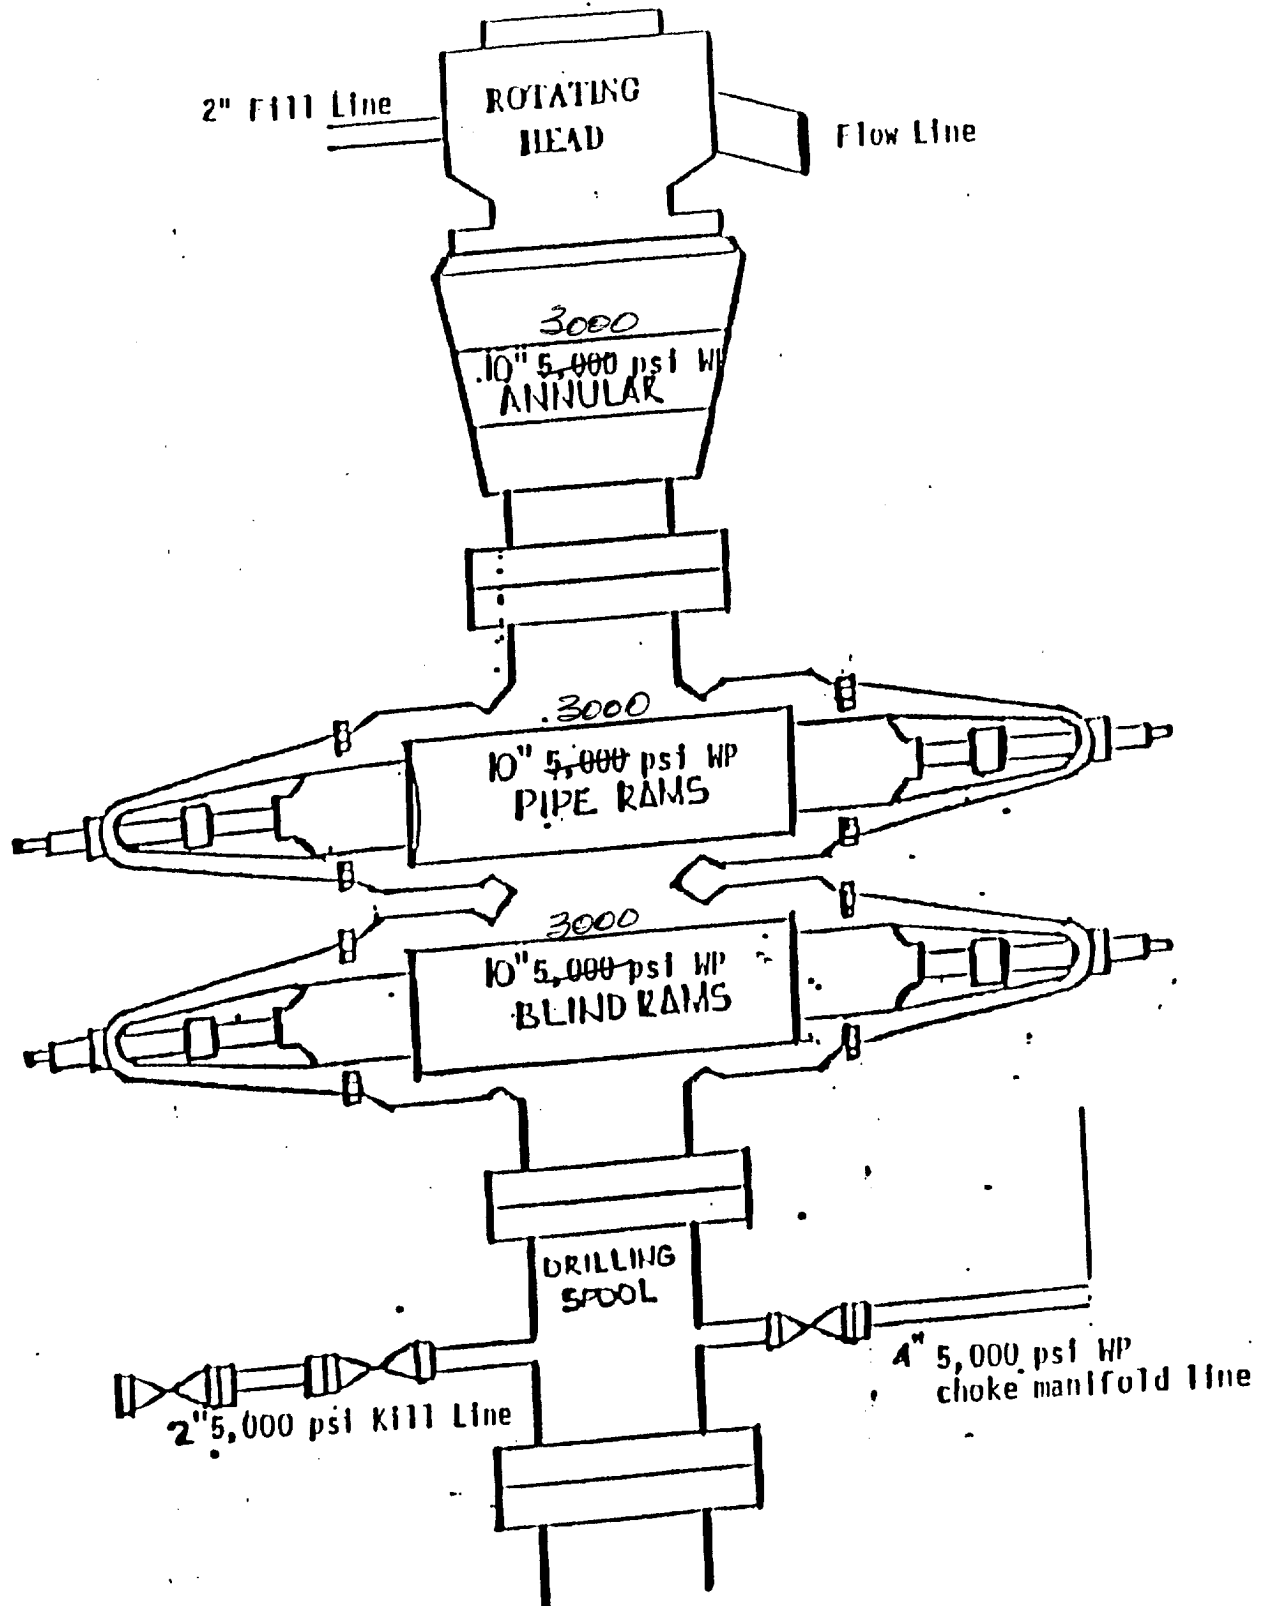 2" Fill Line
ROTATING
HEAD
Flow Line
3000
10" 5,000 psi WP
ANNULAR
3000
10" 5,000 psi WP
PIPE RAMS
3000
10" 5,000 psi WP
BLIND RAMS
DRILLING
SPOOL
4" 5,000 psi WP
choke manifold line
2" 5,000 psi Kill Line